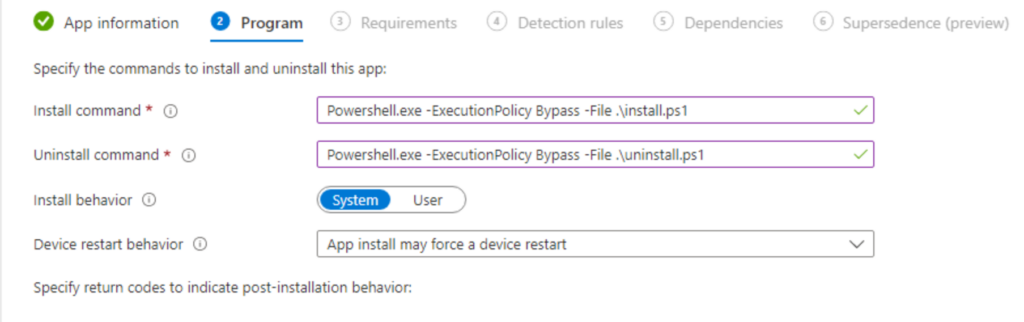 App information 2 Program 3 Requirements 4 Detection rules 5 Dependencies 6 Supersedence (preview)
Specify the commands to install and uninstall this app:
Install command * Powershell.exe -ExecutionPolicy Bypass -File .\install.ps1
Uninstall command * Powershell.exe -ExecutionPolicy Bypass -File .\uninstall.ps1
Install behavior System User
Device restart behavior App install may force a device restart
Specify return codes to indicate post-installation behavior: